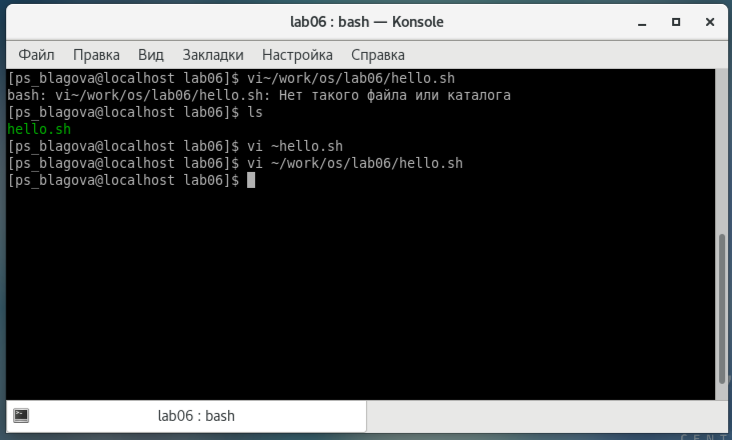 lab06 : bash — Konsole
Файл Правка Вид Закладки Настройка Справка
[ps_blagova@localhost lab06]$ vi~/work/os/lab06/hello.sh
bash: vi~/work/os/lab06/hello.sh: Нет такого файла или каталога
[ps_blagova@localhost lab06]$ ls
hello.sh
[ps_blagova@localhost lab06]$ vi ~hello.sh
[ps_blagova@localhost lab06]$ vi ~/work/os/lab06/hello.sh
[ps_blagova@localhost lab06]$
lab06 : bash
CENT